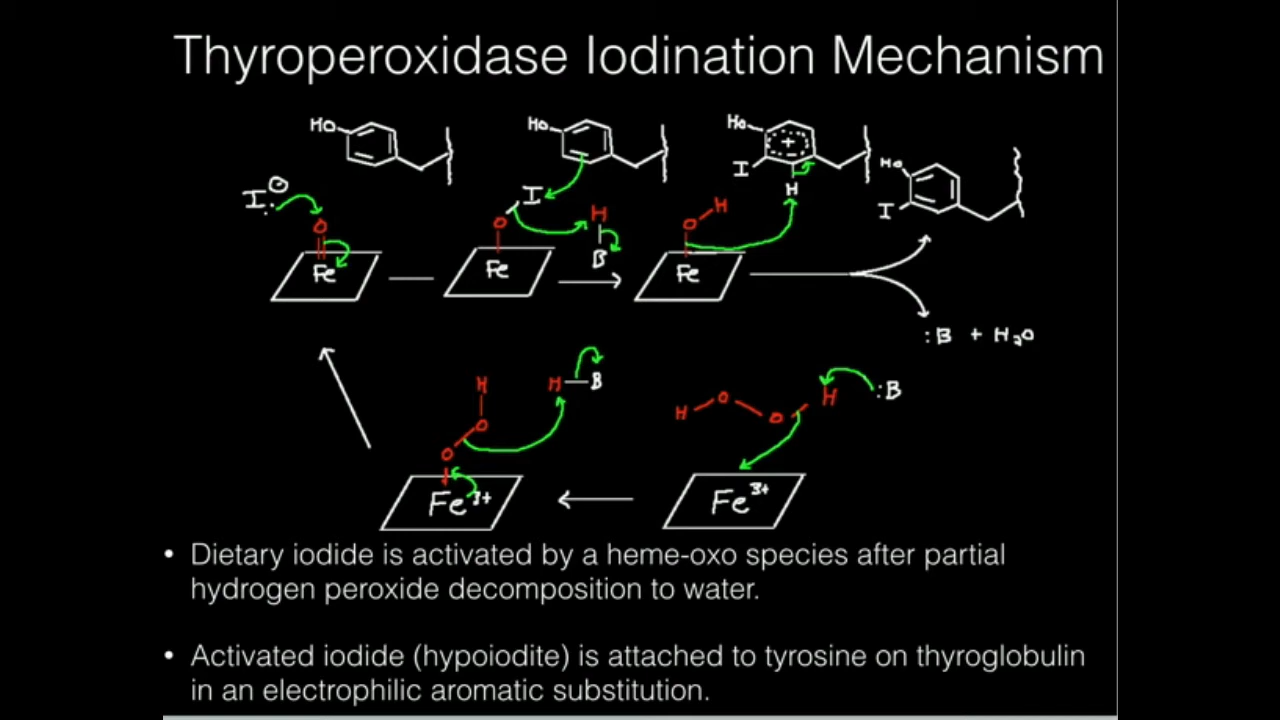 Thyroperoxidase Iodination Mechanism
HO HO HO HO
I I I I
O H H H
Fe Fe B Fe
:B + H₂O
H H B H O O H :B
O
O
Fe Fe³⁺
• Dietary iodide is activated by a heme-oxo species after partial
hydrogen peroxide decomposition to water.
• Activated iodide (hypoiodite) is attached to tyrosine on thyroglobulin
in an electrophilic aromatic substitution.